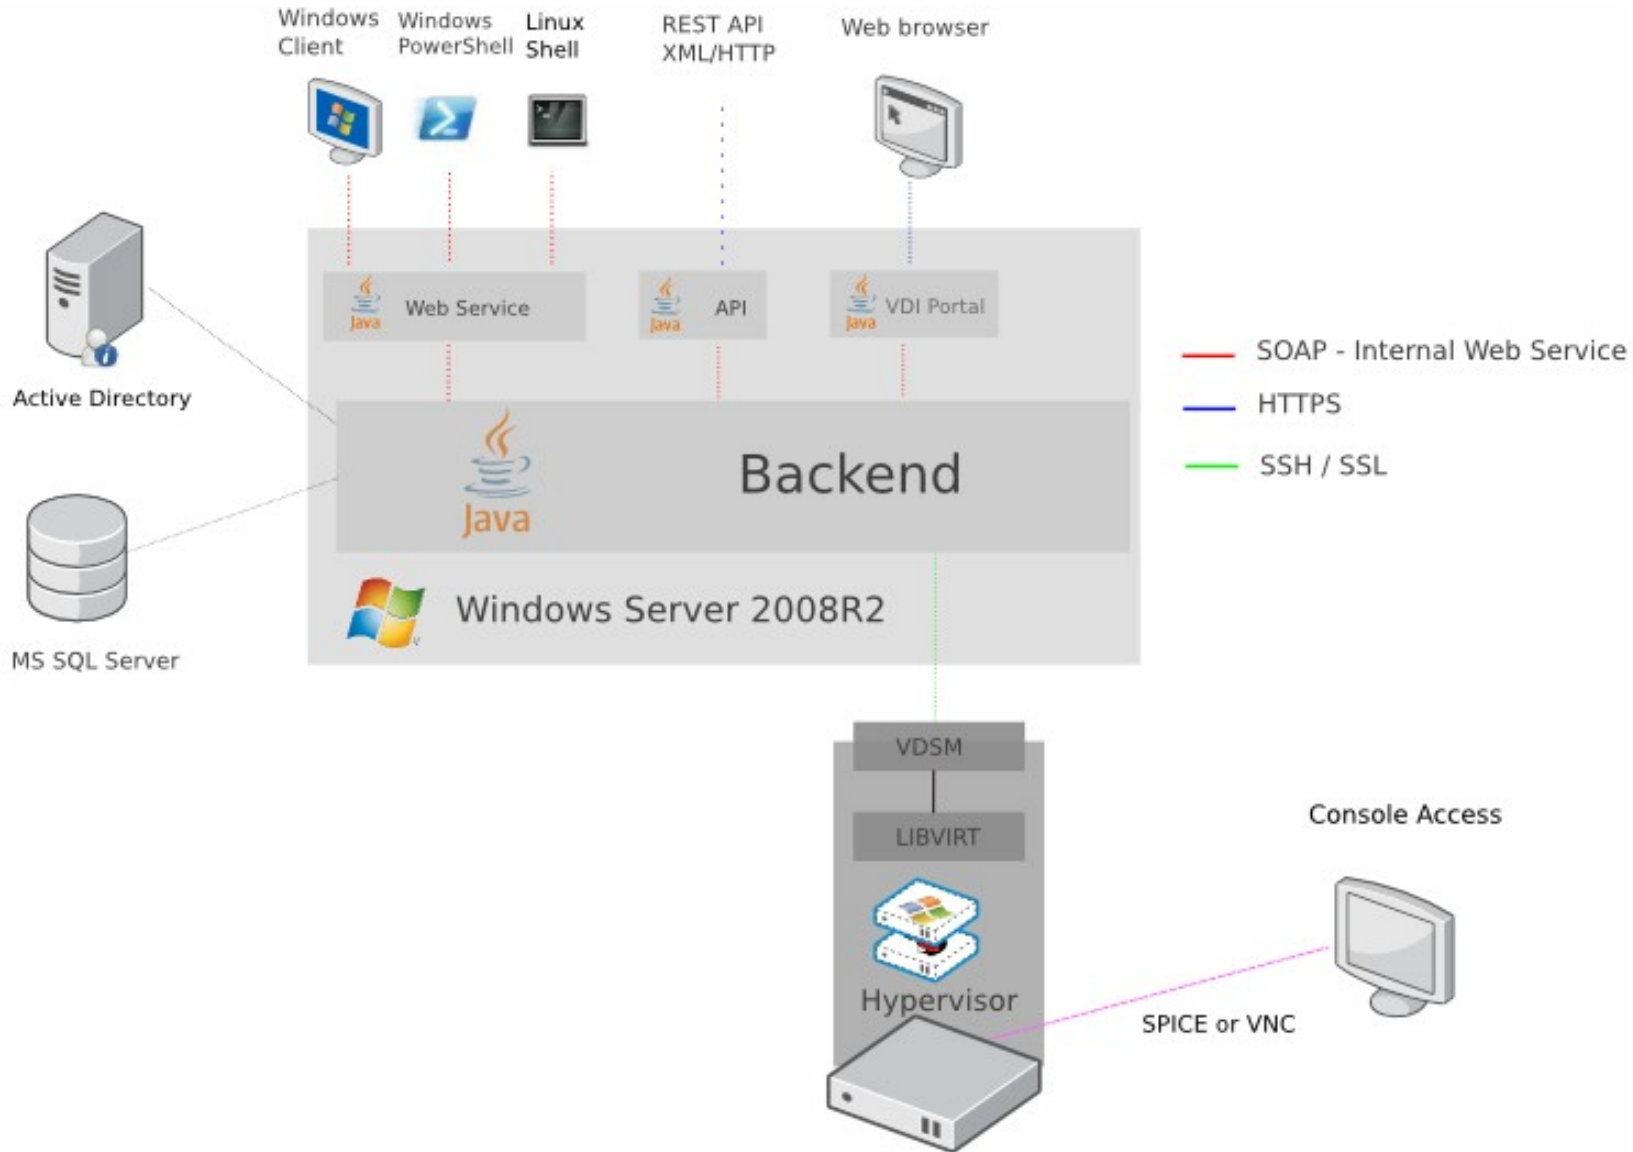 Windows
Client
Windows
PowerShell
Linux
Shell
REST API
XML/HTTP
Web browser
Java
Web Service
Java
API
Java
VDI Portal
Active Directory
SOAP - Internal Web Service
HTTPS
SSH / SSL
Java
Backend
Windows Server 2008R2
MS SQL Server
VDSM
LIBVIRT
Hypervisor
Console Access
SPICE or VNC